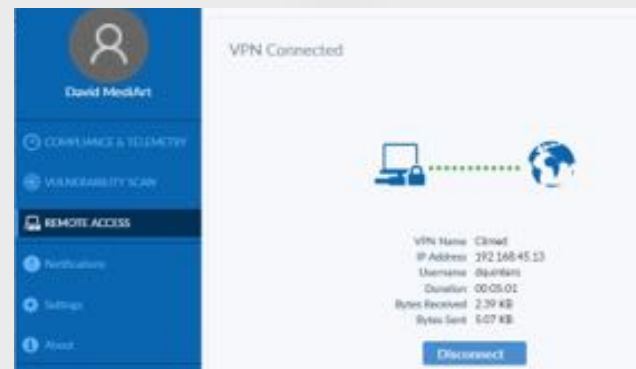 David MediArt
COMPLIANCE & TELEMETRY
VULNERABILITY SCAN
REMOTE ACCESS
Notifications
Settings
About
VPN Connected
VPN Name Climed
IP Address 192.168.45.13
Username
Duration 00:05:01
Bytes Received 2.39 KB
Bytes Sent 5.07 KB
Disconnect